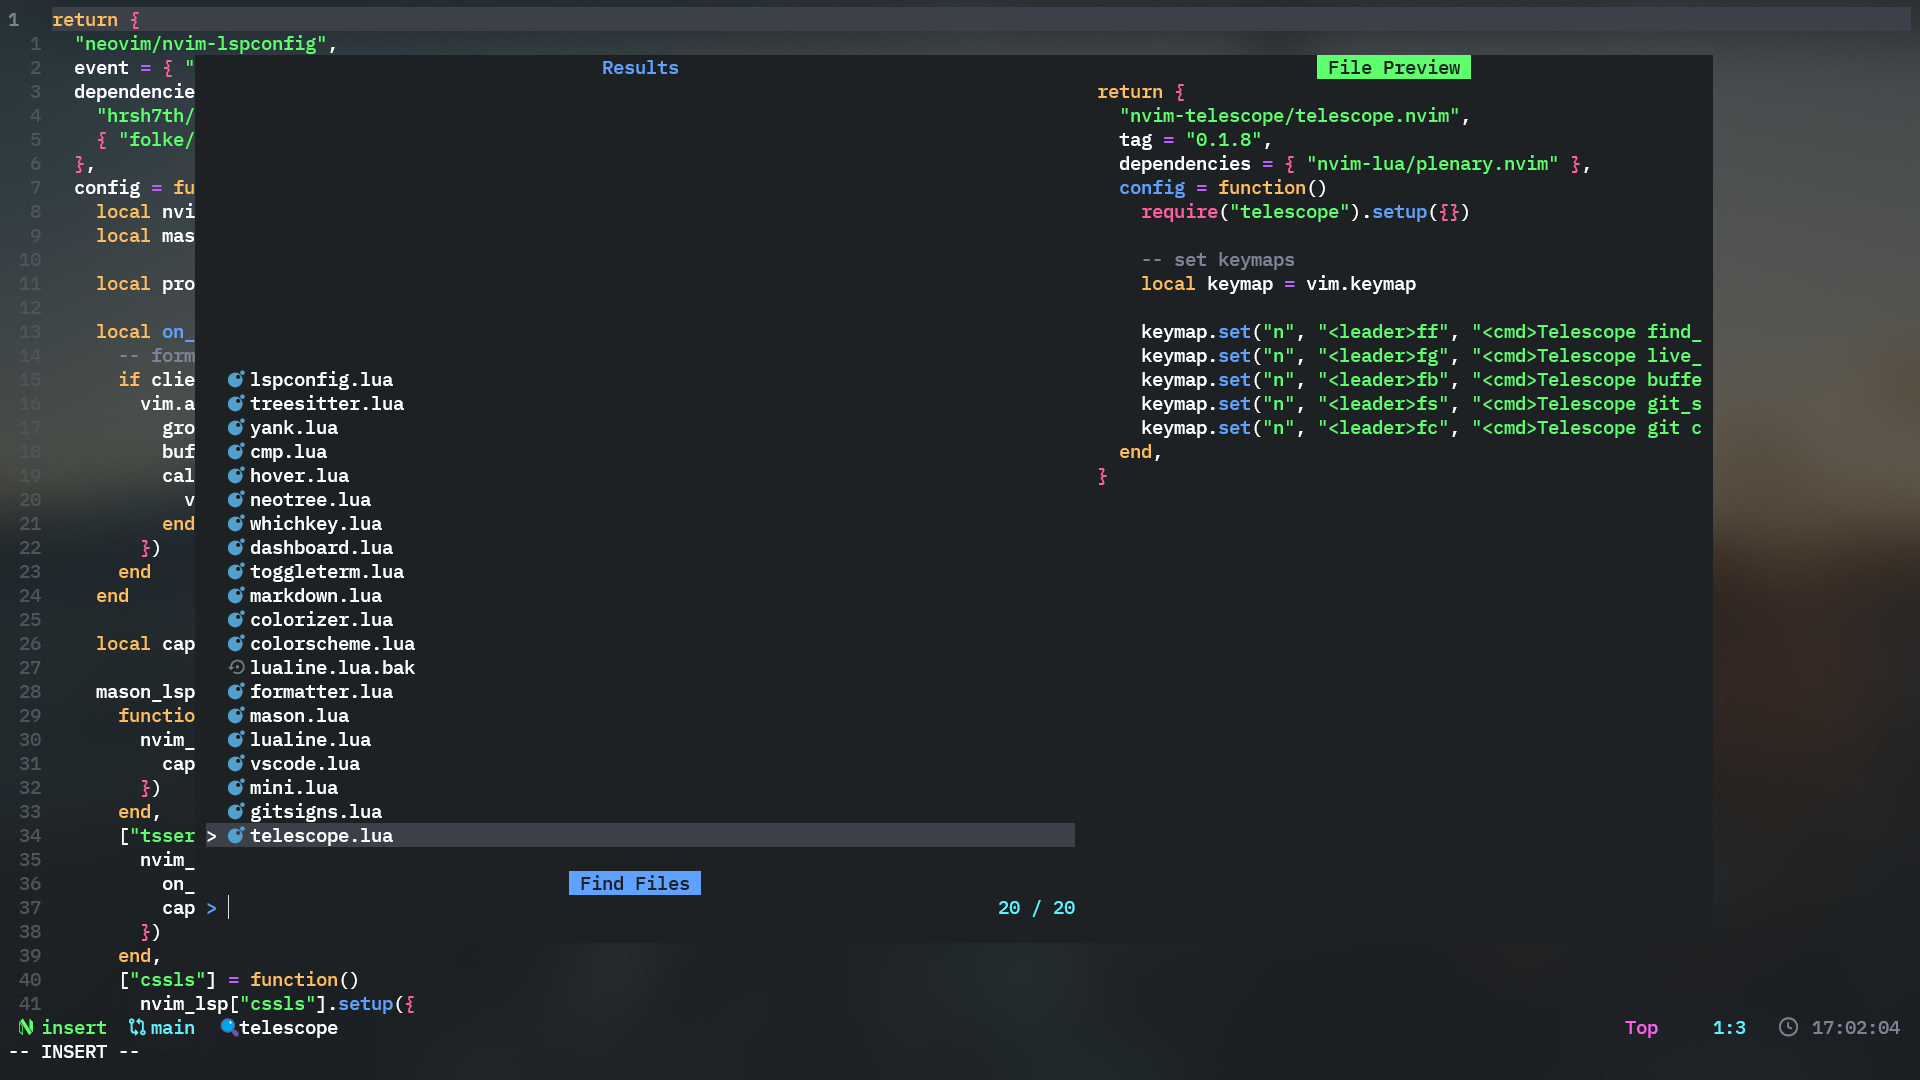 1 return {
1 "neovim/nvim-lspconfig",
2 event = { "
3 dependencie
4 "hrsh7th/
5 { "folke/
6 },
7 config = fu
8 local nvi
9 local mas
10
11 local pro
12
13 local on_
14 -- form
15 if clie
16 vim.a
17 gro
18 buf
19 cal
20 v
21 end
22 })
23 end
24 end
25
26 local cap
27
28 mason_lsp
29 functio
30 nvim_
31 cap
32 })
33 end,
34 ["tsser
35 nvim_
36 on_
37 cap
38 })
39 end,
40 ["cssls"] = function()
41 nvim_lsp["cssls"].setup({
Results
lspconfig.lua
treesitter.lua
yank.lua
cmp.lua
hover.lua
neotree.lua
whichkey.lua
dashboard.lua
toggleterm.lua
markdown.lua
colorizer.lua
colorscheme.lua
lualine.lua.bak
formatter.lua
mason.lua
lualine.lua
vscode.lua
mini.lua
gitsigns.lua
> telescope.lua
Find Files
> 20 / 20
File Preview
return {
"nvim-telescope/telescope.nvim",
tag = "0.1.8",
dependencies = { "nvim-lua/plenary.nvim" },
config = function()
require("telescope").setup({})
-- set keymaps
local keymap = vim.keymap
keymap.set("n", "<leader>ff", "<cmd>Telescope find_
keymap.set("n", "<leader>fg", "<cmd>Telescope live_
keymap.set("n", "<leader>fb", "<cmd>Telescope buffe
keymap.set("n", "<leader>fs", "<cmd>Telescope git_s
keymap.set("n", "<leader>fc", "<cmd>Telescope git c
end,
}
insert main telescope Top 1:3 17:02:04
-- INSERT --